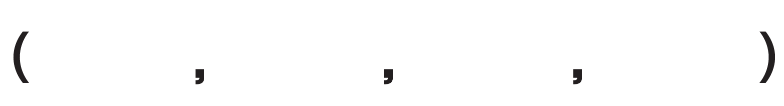 ( , , , )